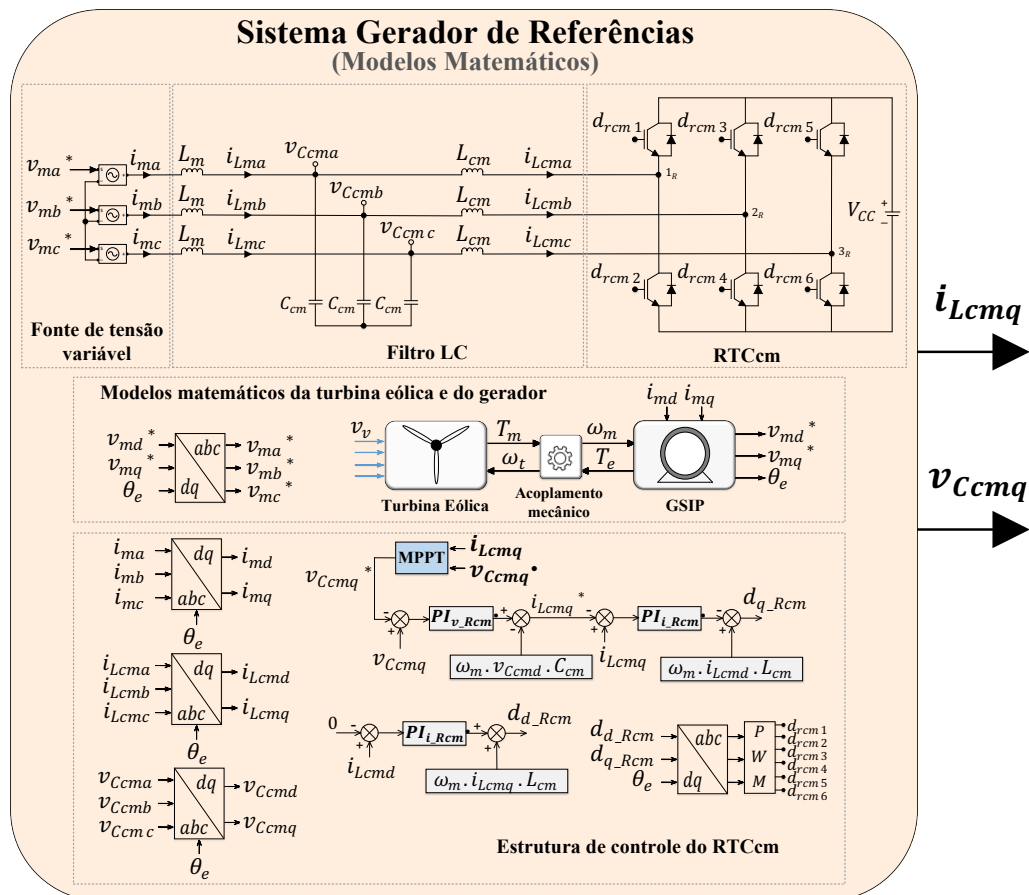 Sistema Gerador de Referências
(Modelos Matemáticos)
v_ma* i_ma L_m i_Lma v_Ccma L_cm i_Lcma 1_R
v_mb* i_mb L_m i_Lmb v_Ccmb L_cm i_Lcmb 2_R
v_mc* i_mc L_m i_Lmc v_Ccmc L_cm i_Lcmc 3_R
d_rcm1 d_rcm3 d_rcm5
V_CC + −
d_rcm2 d_rcm4 d_rcm6
C_cm C_cm C_cm
Fonte de tensão
variável
Filtro LC
RTCcm
i_Lcmq
v_Ccmq
Modelos matemáticos da turbina eólica e do gerador
v_md* abc v_ma*
v_mq* v_mb*
θ_e dq v_mc*
v_v
Turbina Eólica
T_m ω_m
ω_t T_e
Acoplamento
mecânico
i_md i_mq
GSIP
v_md*
v_mq*
θ_e
i_ma dq i_md
i_mb i_mq
i_mc abc
θ_e
i_Lcma dq i_Lcmd
i_Lcmb i_Lcmq
i_Lcmc abc
θ_e
v_Ccma dq v_Ccmd
v_Ccmb v_Ccmq
v_Ccmc abc
θ_e
MPPT i_Lcmq
v_Ccmq
v_Ccmq* - + PI_v_Rcm + - i_Lcmq* - + PI_i_Rcm - + d_q_Rcm
v_Ccmq ω_m . v_Ccmd . C_cm i_Lcmq ω_m . i_Lcmd . L_cm
0 - + PI_i_Rcm + + d_d_Rcm
i_Lcmd ω_m . i_Lcmq . L_cm
d_d_Rcm abc P d_rcm1
d_rcm2
d_q_Rcm W d_rcm3
d_rcm4
θ_e dq M d_rcm5
d_rcm6
Estrutura de controle do RTCcm